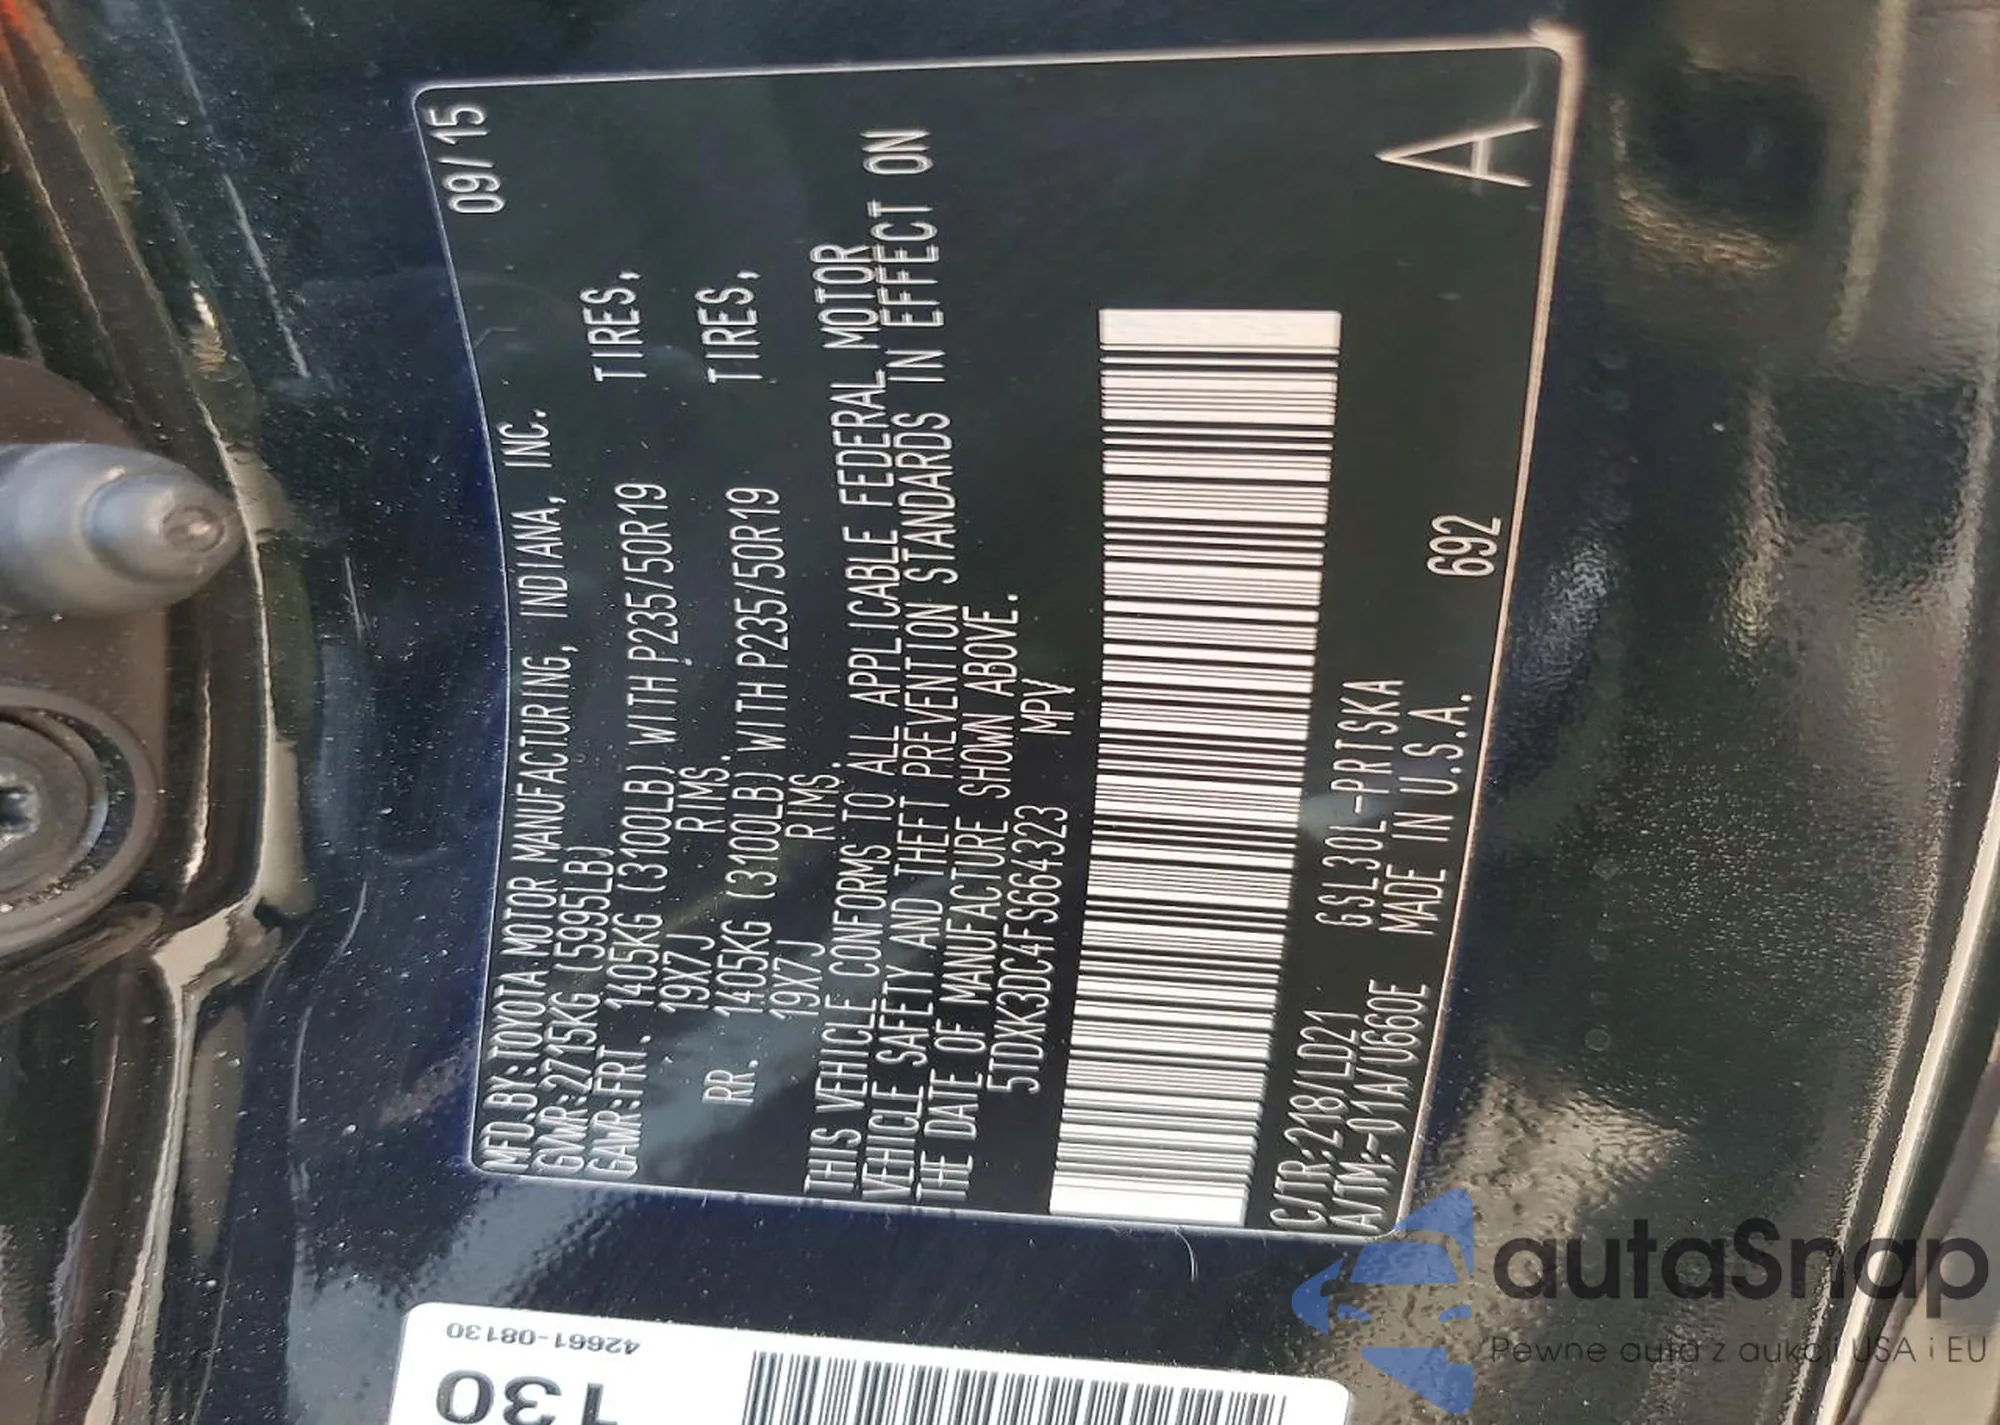 09/15
MFD.BY:TOYOTA MOTOR MANUFACTURING, INDIANA, INC.
GVWR:2715KG (5995LB)
GAWR:FRT. 1405KG (3100LB) WITH P235/50R19 TIRES,
19X7J RIMS.
RR. 1405KG (3100LB) WITH P235/50R19 TIRES,
19X7J RIMS.
THIS VEHICLE CONFORMS TO ALL APPLICABLE FEDERAL MOTOR
VEHICLE SAFETY AND THEFT PREVENTION STANDARDS IN EFFECT ON
THE DATE OF MANUFACTURE SHOWN ABOVE.
5TDXK3DC4FS664323 MPV
C/TR:218/LD21 GSL30L-PRTSKA 692
A/TM:-01A/U660E MADE IN U.S.A.
A
42661-08130
130
autaSnap
Pewne auta z aukcji USA i EU